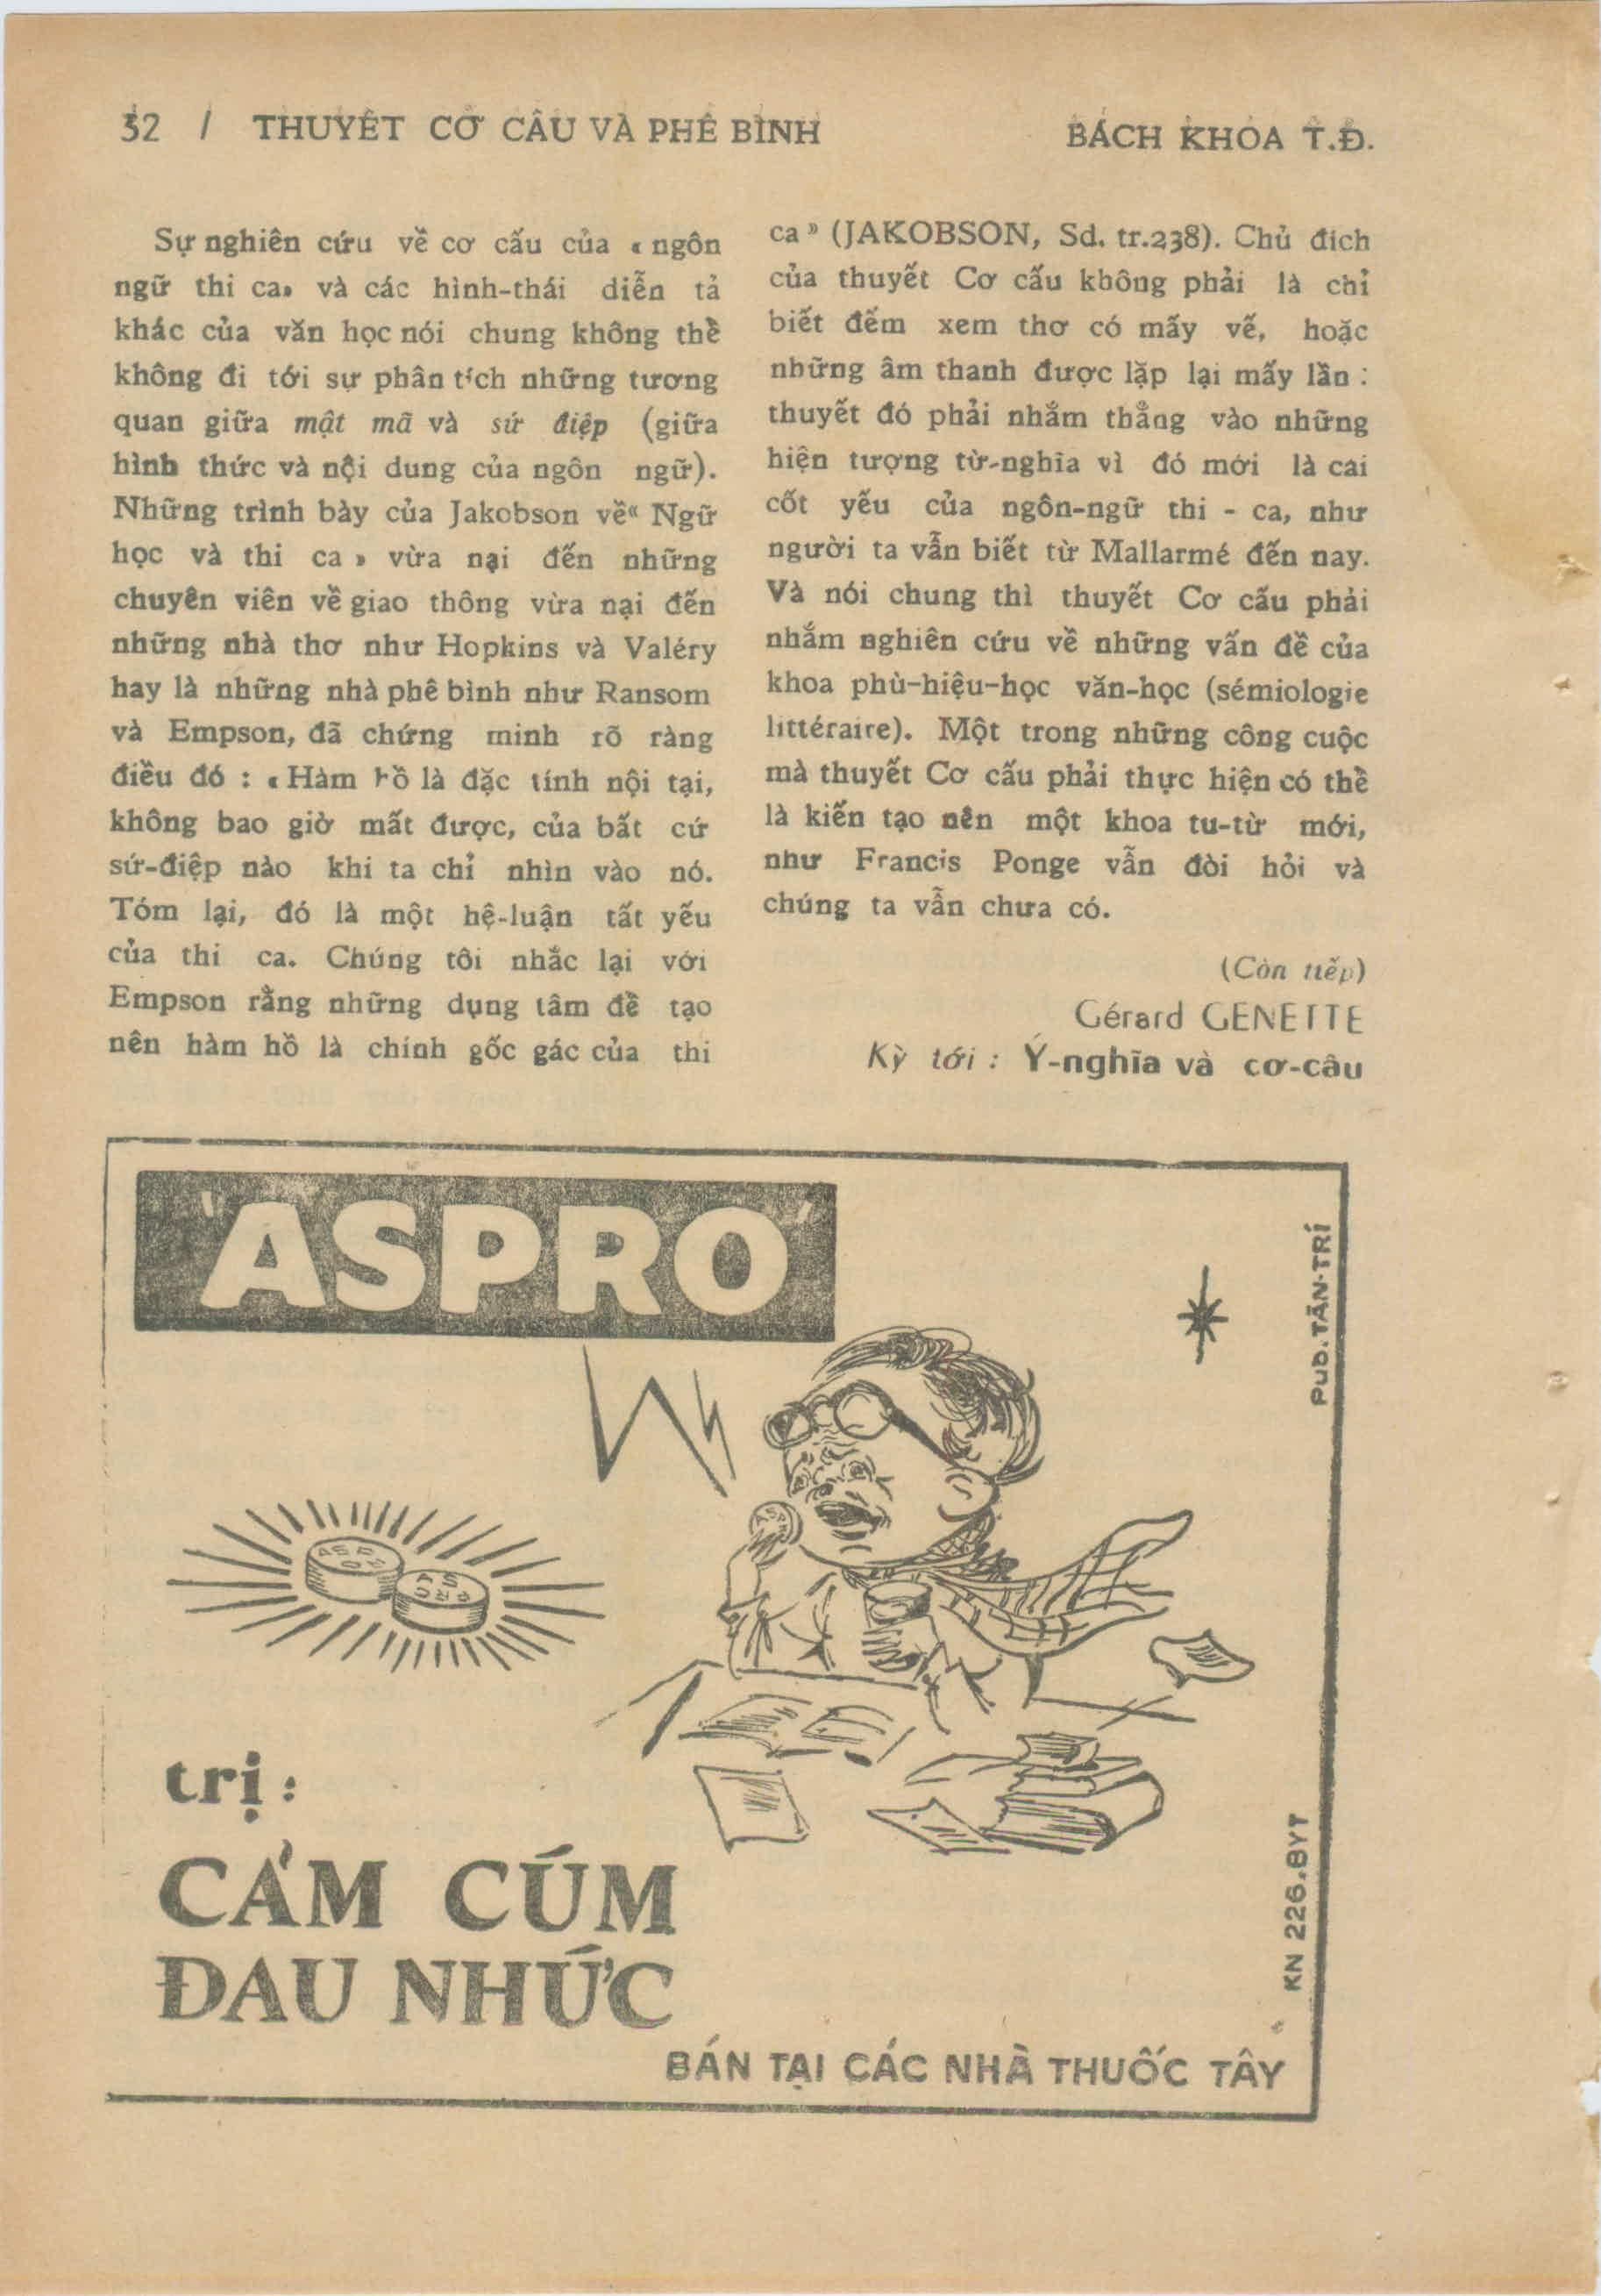 32 / THUYẾT CƠ CẤU VÀ PHÊ BÌNH
BÁCH KHOA T.Đ.
Sự nghiên cứu về cơ cấu của « ngôn
ngữ thi ca» và các hình-thái diễn tả
khác của văn học nói chung không thể
không đi tới sự phân tích những tương
quan giữa mật mã và sứ điệp (giữa
hình thức và nội dung của ngôn ngữ).
Những trình bày của Jakobson về« Ngữ
học và thi ca » vừa nại đến những
chuyên viên về giao thông vừa nại đến
những nhà thơ như Hopkins và Valéry
hay là những nhà phê bình như Ransom
và Empson, đã chứng minh rõ ràng
điều đó : « Hàm hồ là đặc tính nội tại,
không bao giờ mất được, của bất cứ
sứ-điệp nào khi ta chỉ nhìn vào nó.
Tóm lại, đó là một hệ-luận tất yếu
của thi ca. Chúng tôi nhắc lại với
Empson rằng những dụng tâm để tạo
nên hàm hồ là chính gốc gác của thi
ca » (JAKOBSON, Sd. tr.238). Chủ đích
của thuyết Cơ cấu không phải là chỉ
biết đếm xem thơ có mấy vế, hoặc
những âm thanh được lặp lại mấy lần :
thuyết đó phải nhắm thẳng vào những
hiện tượng từ-nghĩa vì đó mới là cái
cốt yếu của ngôn-ngữ thi - ca, như
người ta vẫn biết từ Mallarmé đến nay.
Và nói chung thì thuyết Cơ cấu phải
nhắm nghiên cứu về những vấn đề của
khoa phù-hiệu-học văn-học (sémiologie
littéraire). Một trong những công cuộc
mà thuyết Cơ cấu phải thực hiện có thể
là kiến tạo nên một khoa tu-từ mới,
như Francis Ponge vẫn đòi hỏi và
chúng ta vẫn chưa có.
(Còn tiếp)
Gérard GENETTE
Kỳ tới : Ý-nghĩa và cơ-cấu
'ASPRO'
PUB. TÂN-TRÍ
ASPRO
ASPRO
trị :
CẢM CÚM
ĐAU NHỨC
KN 226.BYT
BÁN TẠI CÁC NHÀ THUỐC TÂY